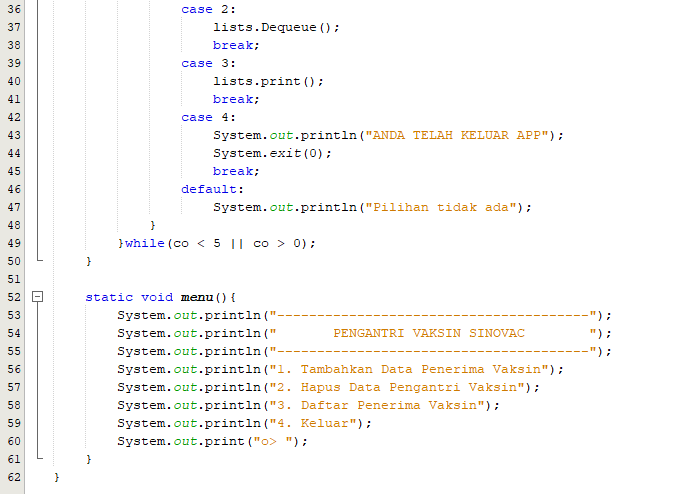 36 case 2:
37 lists.Dequeue();
38 break;
39 case 3:
40 lists.print();
41 break;
42 case 4:
43 System.out.println("ANDA TELAH KELUAR APP");
44 System.exit(0);
45 break;
46 default:
47 System.out.println("Pilihan tidak ada");
48 }
49 }while(co < 5 || co > 0);
50 }
51
52 static void menu(){
53 System.out.println("---------------------------------------");
54 System.out.println("       PENGANTRI VAKSIN SINOVAC        ");
55 System.out.println("---------------------------------------");
56 System.out.println("1. Tambahkan Data Penerima Vaksin");
57 System.out.println("2. Hapus Data Pengantri Vaksin");
58 System.out.println("3. Daftar Penerima Vaksin");
59 System.out.println("4. Keluar");
60 System.out.print("o> ");
61 }
62 }